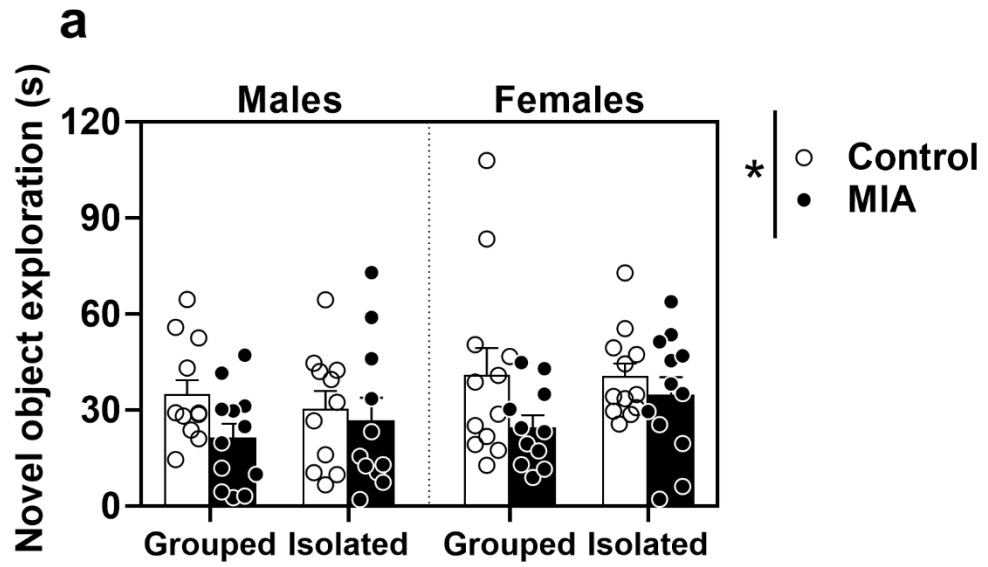 a
Novel object exploration (s)
Males Females
120
90
60
30
0
Grouped Isolated Grouped Isolated
* Control
MIA